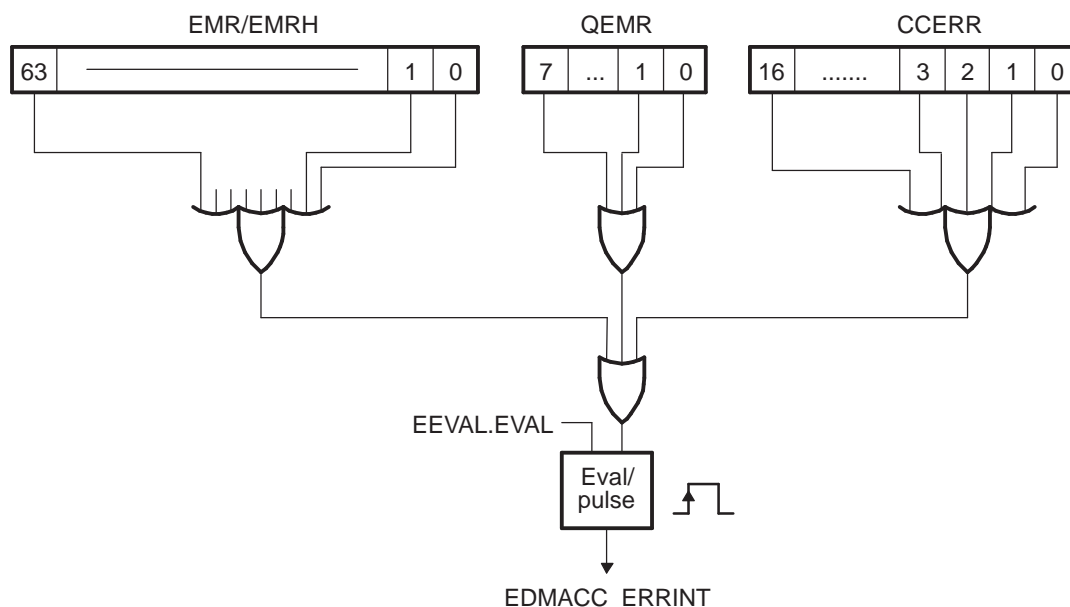 EMR/EMRH QEMR CCERR
63 1 0 7 ... 1 0 16 ....... 3 2 1 0
EEVAL.EVAL
Eval/
pulse
EDMACC_ERRINT